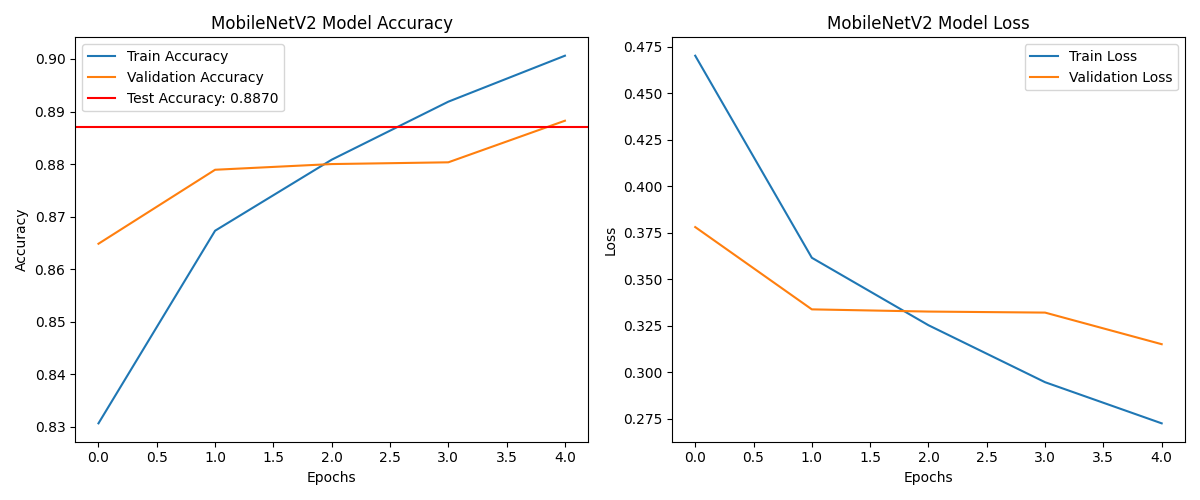 MobileNetV2 Model Accuracy
Train Accuracy
Validation Accuracy
Test Accuracy: 0.8870
0.90
0.89
0.88
0.87
0.86
0.85
0.84
0.83
Accuracy
0.0 0.5 1.0 1.5 2.0 2.5 3.0 3.5 4.0
Epochs
MobileNetV2 Model Loss
Train Loss
Validation Loss
0.475
0.450
0.425
0.400
0.375
0.350
0.325
0.300
0.275
Loss
0.0 0.5 1.0 1.5 2.0 2.5 3.0 3.5 4.0
Epochs